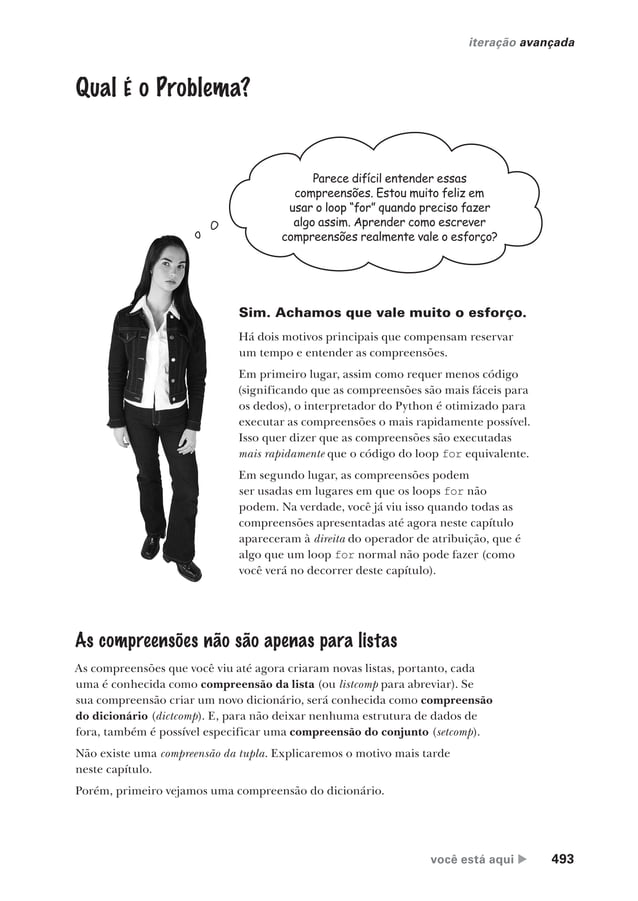 iteração avançada
Qual É o Problema?
Parece difícil entender essas
compreensões. Estou muito feliz em
usar o loop “for” quando preciso fazer
algo assim. Aprender como escrever
compreensões realmente vale o esforço?
Sim. Achamos que vale muito o esforço.
Há dois motivos principais que compensam reservar
um tempo e entender as compreensões.
Em primeiro lugar, assim como requer menos código
(significando que as compreensões são mais fáceis para
os dedos), o interpretador do Python é otimizado para
executar as compreensões o mais rapidamente possível.
Isso quer dizer que as compreensões são executadas
mais rapidamente que o código do loop for equivalente.
Em segundo lugar, as compreensões podem
ser usadas em lugares em que os loops for não
podem. Na verdade, você já viu isso quando todas as
compreensões apresentadas até agora neste capítulo
apareceram à direita do operador de atribuição, que é
algo que um loop for normal não pode fazer (como
você verá no decorrer deste capítulo).
As compreensões não são apenas para listas
As compreensões que você viu até agora criaram novas listas, portanto, cada
uma é conhecida como compreensão da lista (ou listcomp para abreviar). Se
sua compreensão criar um novo dicionário, será conhecida como compreensão
do dicionário (dictcomp). E, para não deixar nenhuma estrutura de dados de
fora, também é possível especificar uma compreensão do conjunto (setcomp).
Não existe uma compreensão da tupla. Explicaremos o motivo mais tarde
neste capítulo.
Porém, primeiro vejamos uma compreensão do dicionário.
você está aqui ▶ 493